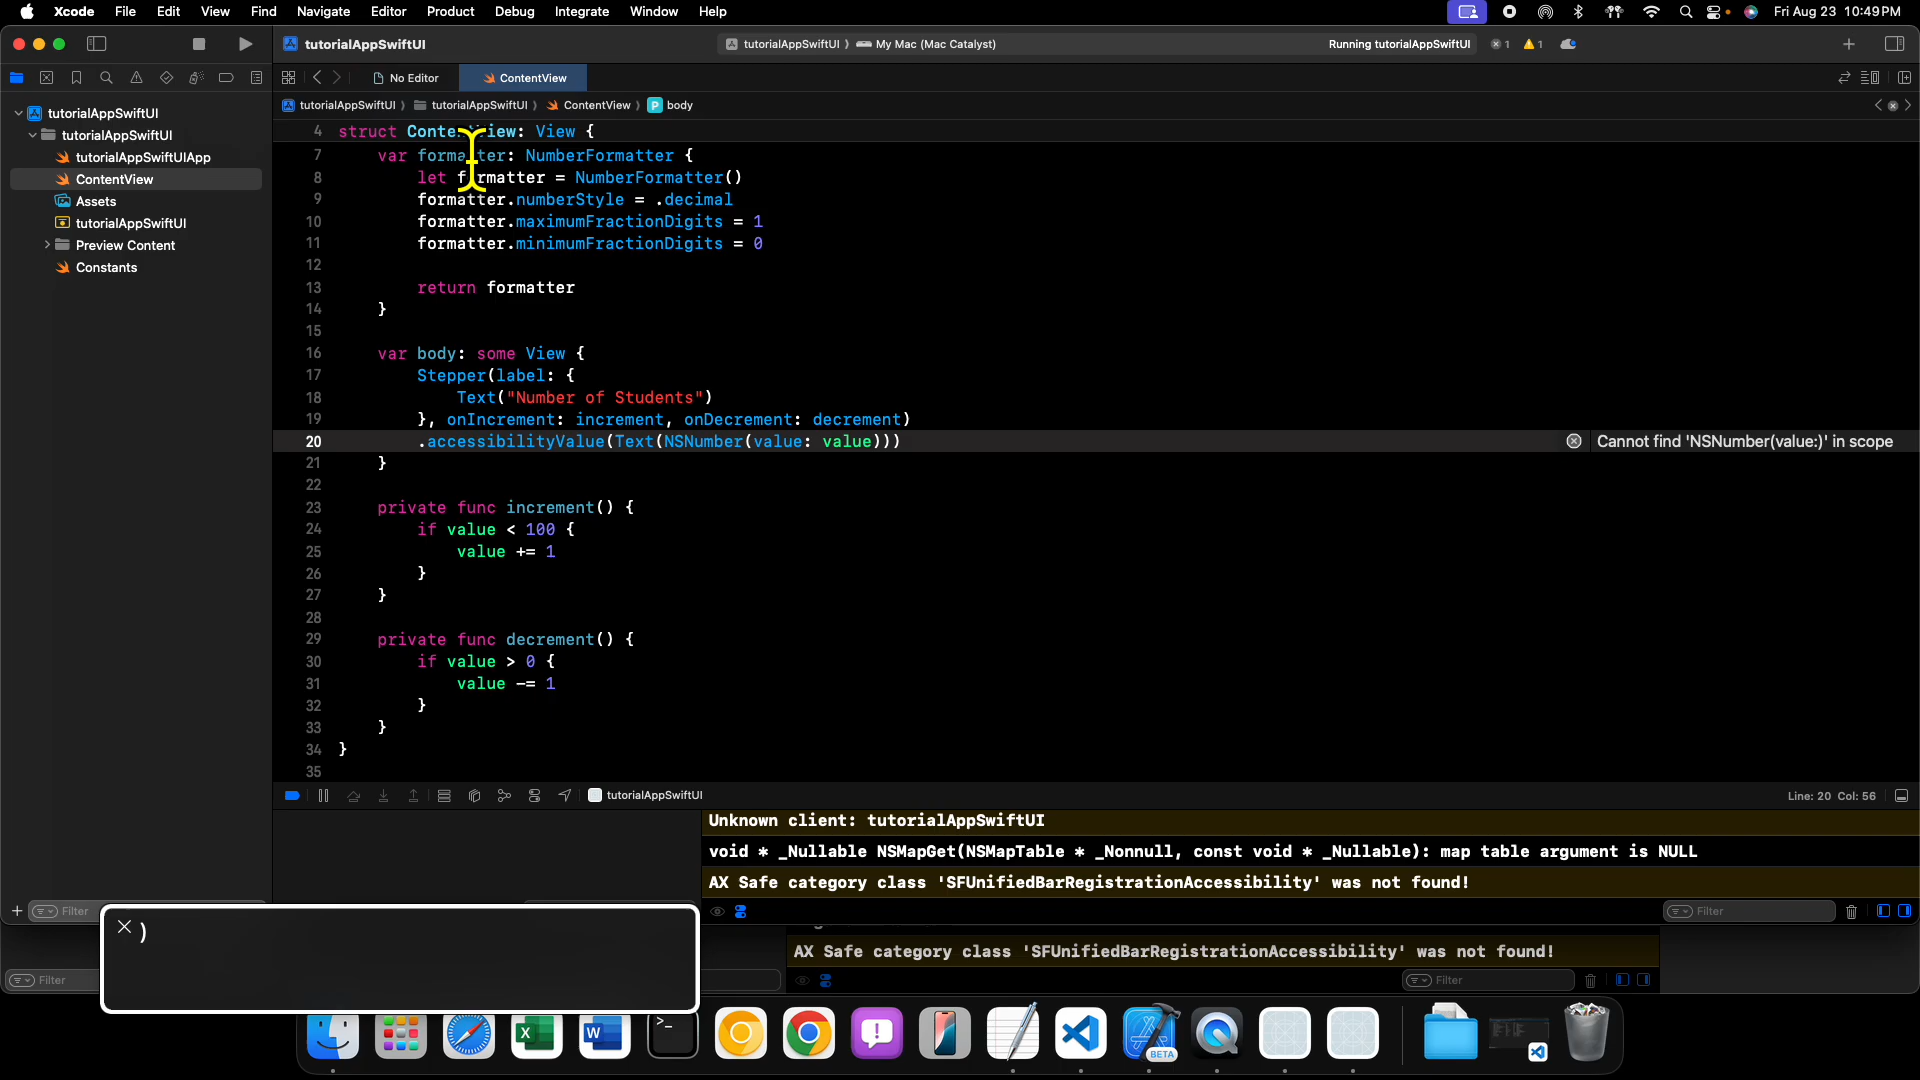 Xcode File Edit View Find Navigate Editor Product Debug Integrate Window Help Fri Aug 23 10:49 PM
tutorialAppSwiftUI tutorialAppSwiftUI ⟩ My Mac (Mac Catalyst) Running tutorialAppSwiftUI 1 1
No Editor ContentView
tutorialAppSwiftUI ⟩ tutorialAppSwiftUI ⟩ ContentView ⟩ P body
tutorialAppSwiftUI
tutorialAppSwiftUI
tutorialAppSwiftUIApp
ContentView
Assets
tutorialAppSwiftUI
Preview Content
Constants
4 struct ContentView: View {
7 var formatter: NumberFormatter {
8 let formatter = NumberFormatter()
9 formatter.numberStyle = .decimal
10 formatter.maximumFractionDigits = 1
11 formatter.minimumFractionDigits = 0
12
13 return formatter
14 }
15
16 var body: some View {
17 Stepper(label: {
18 Text("Number of Students")
19 }, onIncrement: increment, onDecrement: decrement)
20 .accessibilityValue(Text(NSNumber(value: value))) Cannot find 'NSNumber(value:)' in scope
21 }
22
23 private func increment() {
24 if value < 100 {
25 value += 1
26 }
27 }
28
29 private func decrement() {
30 if value > 0 {
31 value -= 1
32 }
33 }
34 }
35
tutorialAppSwiftUI Line: 20 Col: 56
Unknown client: tutorialAppSwiftUI
void * _Nullable NSMapGet(NSMapTable * _Nonnull, const void * _Nullable): map table argument is NULL
AX Safe category class 'SFUnifiedBarRegistrationAccessibility' was not found!
Filter Filter
)
AX Safe category class 'SFUnifiedBarRegistrationAccessibility' was not found!
Filter Filter
X W >_ BETA